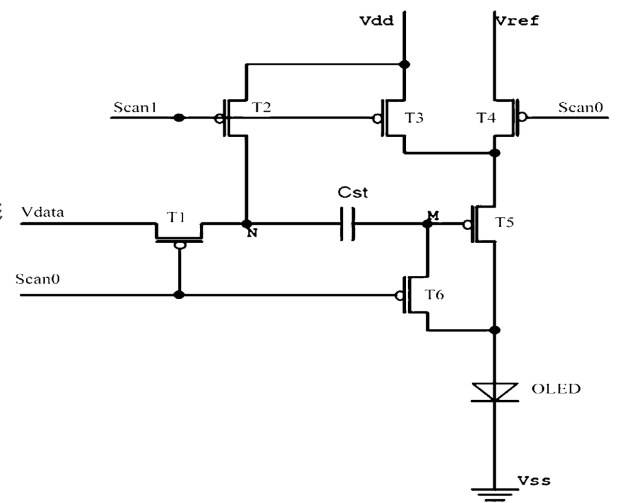 Vdd
Vref
Scan1
T2
T3
T4
Scan0
Cst
Vdata
T1
N
M
T5
Scan0
T6
OLED
Vss